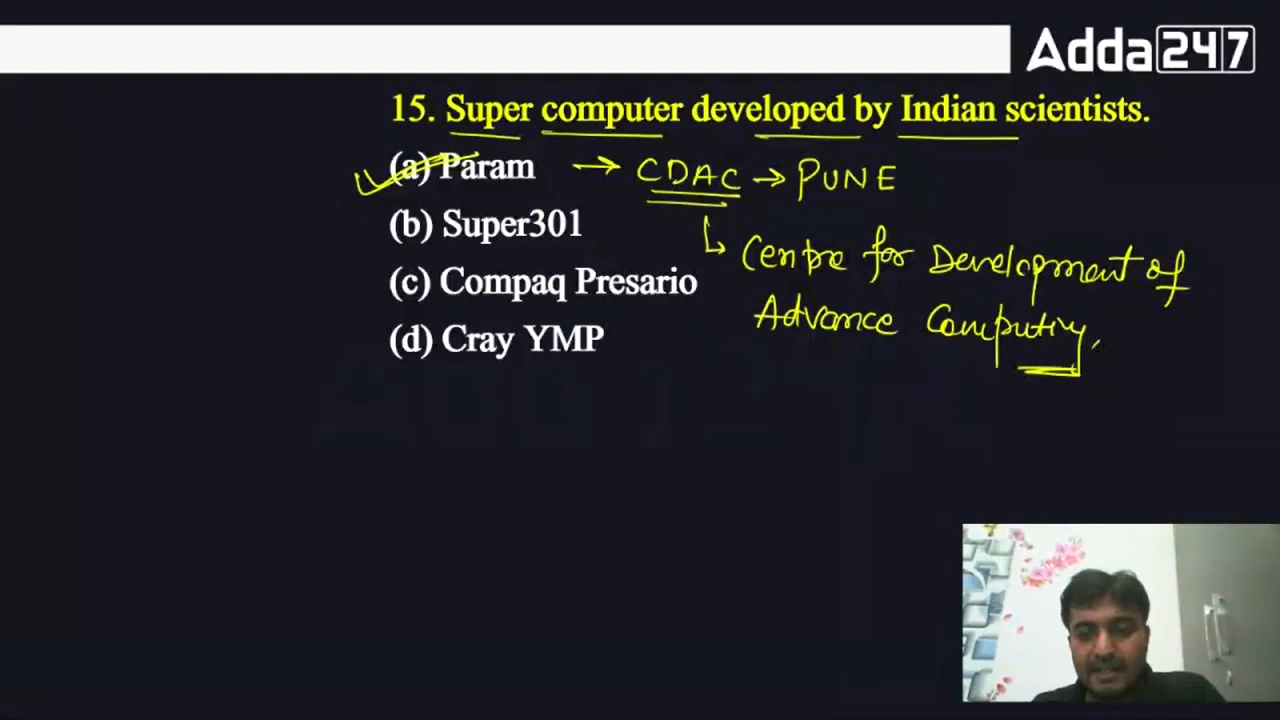 Adda247
15. Super computer developed by Indian scientists.
(a) Param → CDAC → PUNE
(b) Super301
↳ Centre for Development of
(c) Compaq Presario
Advance Computing,
(d) Cray YMP